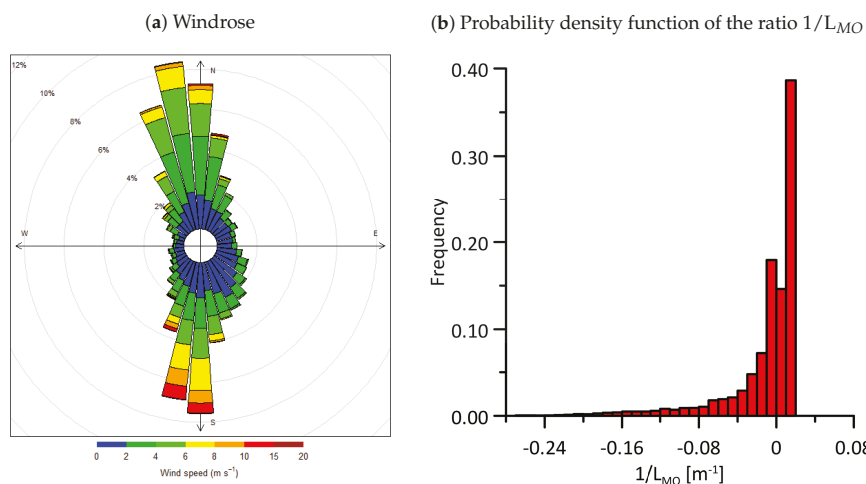 (a) Windrose
(b) Probability density function of the ratio 1/L_MO
12%
10%
8%
6%
4%
2%
N
W
E
S
0 2 4 6 8 10 15 20
Wind speed (m s⁻¹)
0.40
0.30
0.20
0.10
0.00
Frequency
-0.24 -0.16 -0.08 0 0.08
1/L_MO [m⁻¹]